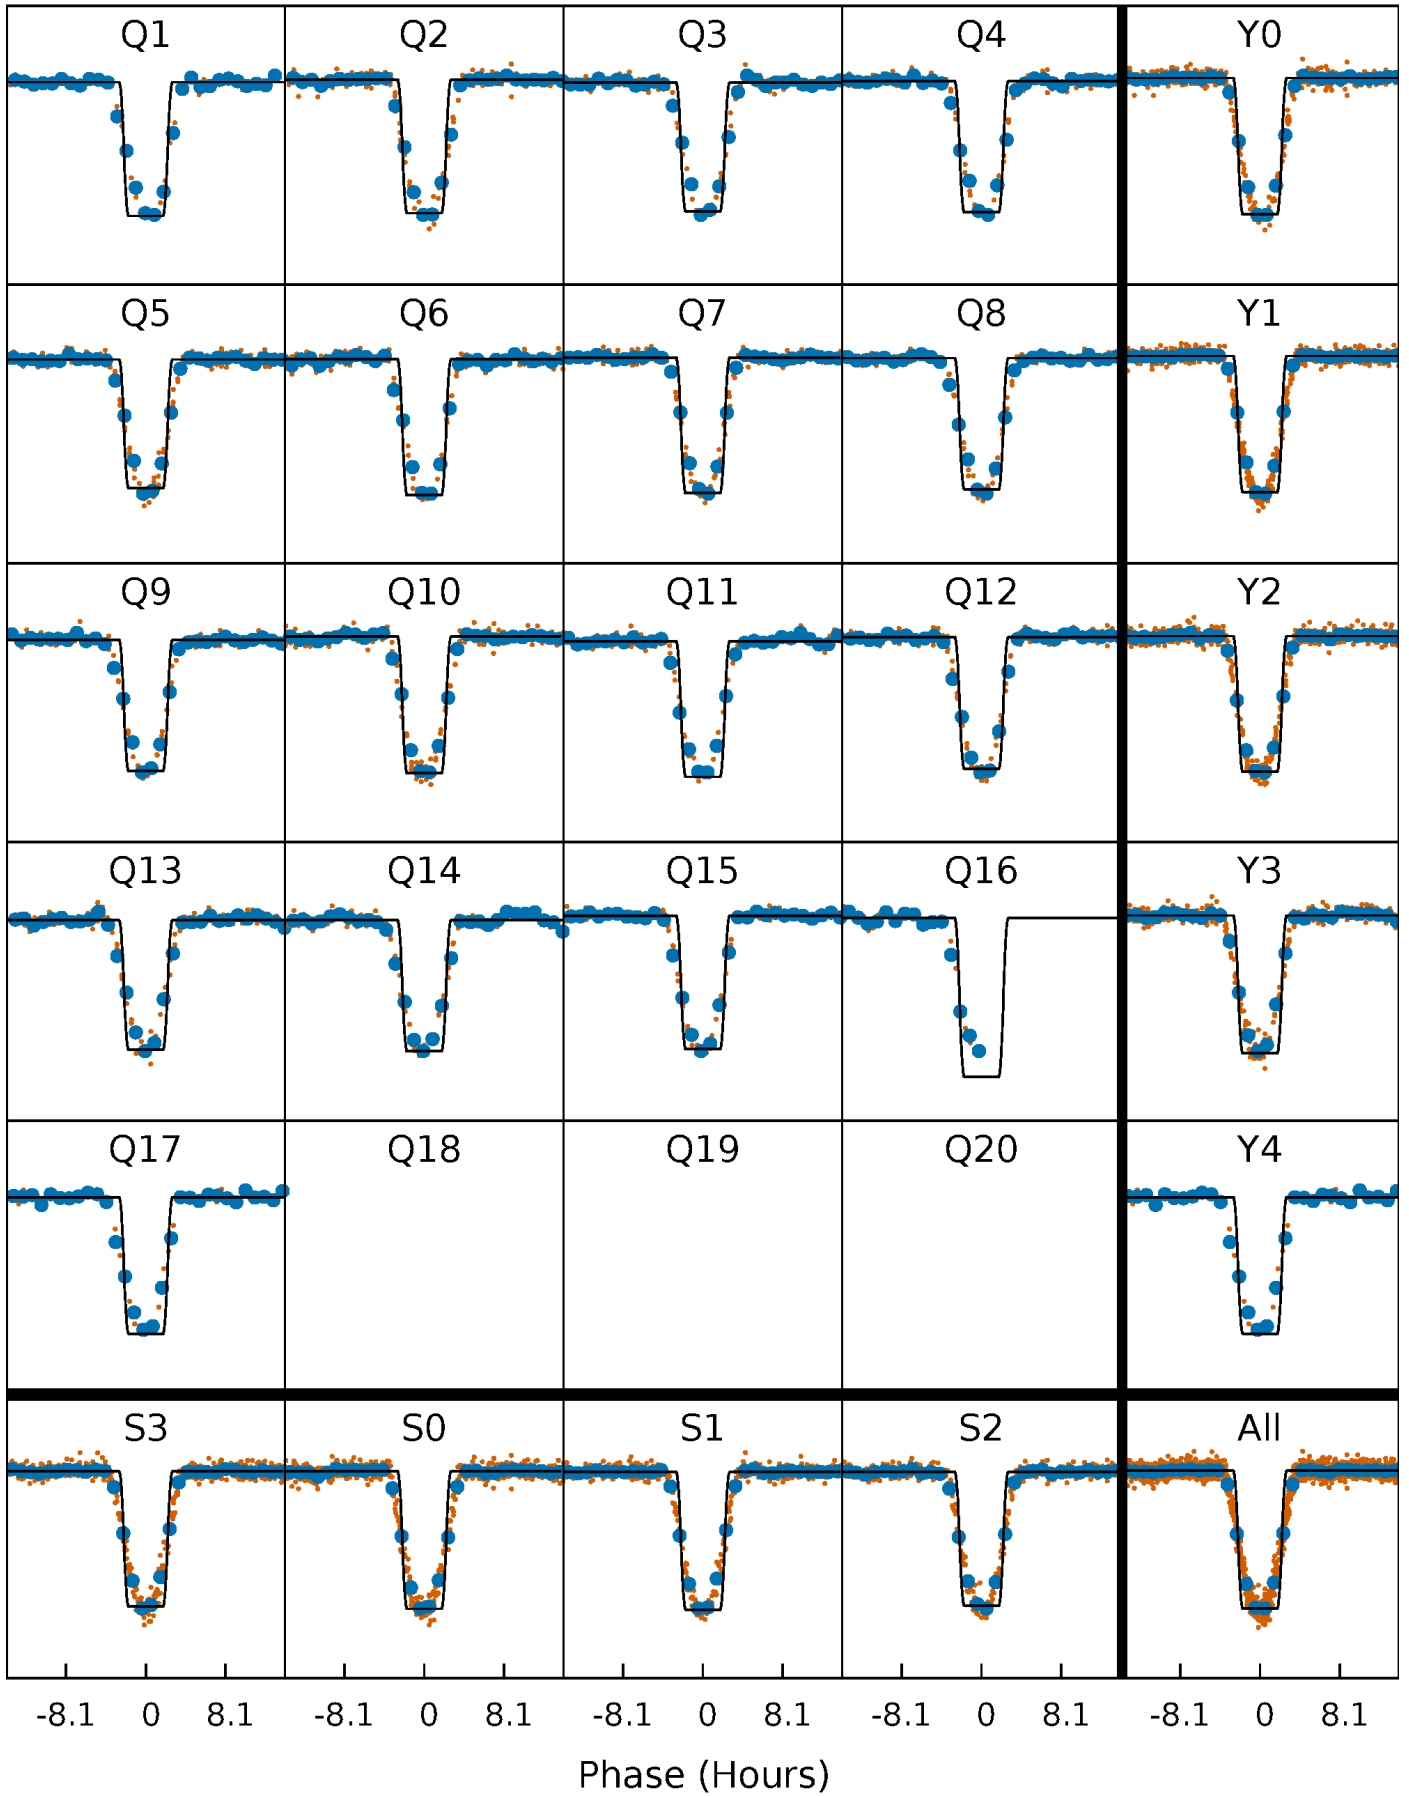 Q1 Q2 Q3 Q4 Y0
Q5 Q6 Q7 Q8 Y1
Q9 Q10 Q11 Q12 Y2
Q13 Q14 Q15 Q16 Y3
Q17 Q18 Q19 Q20 Y4
S3 S0 S1 S2 All
-8.1 0 8.1 -8.1 0 8.1 -8.1 0 8.1 -8.1 0 8.1 -8.1 0 8.1
Phase (Hours)